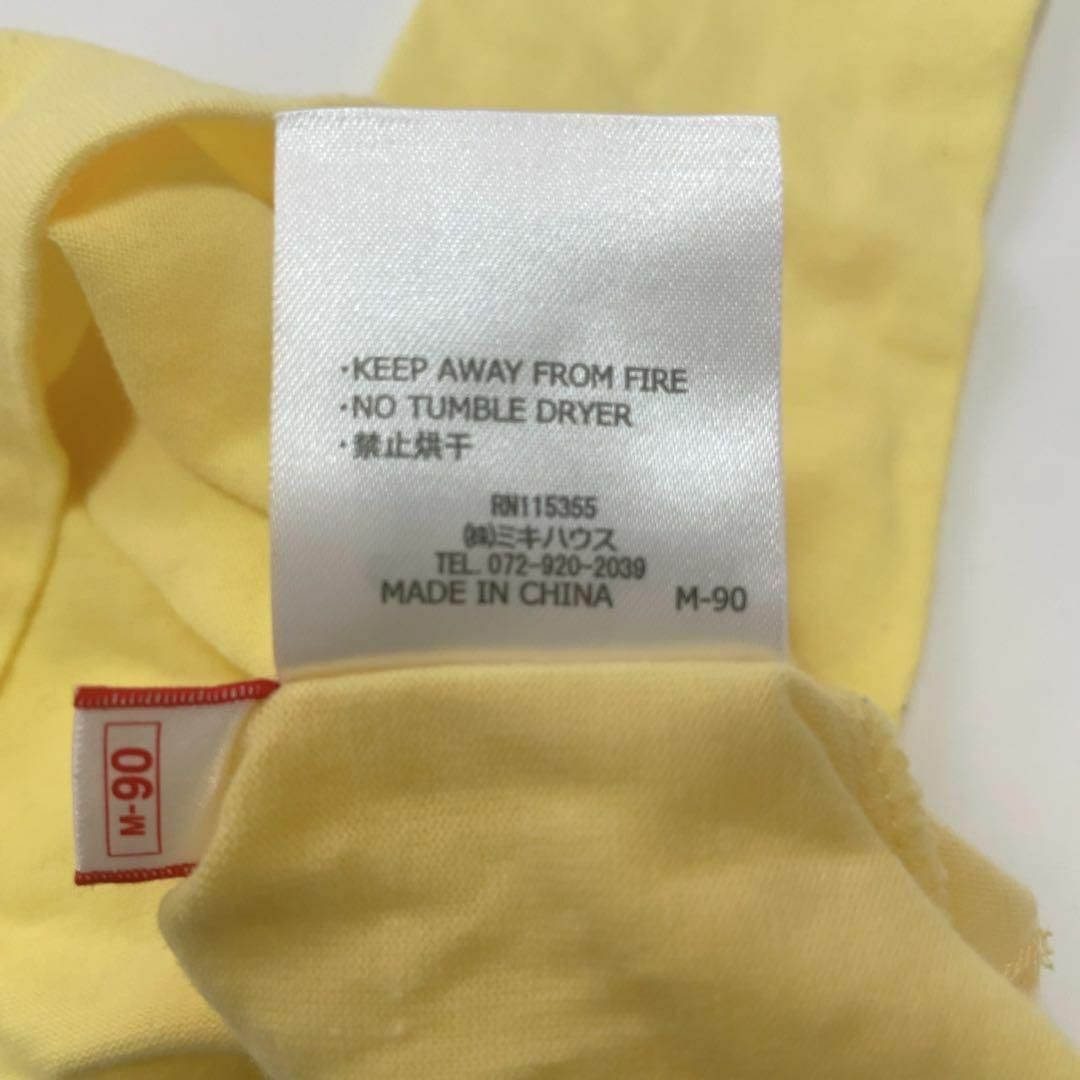 ·KEEP AWAY FROM FIRE
·NO TUMBLE DRYER
·禁止烘干
RN115355
㈱ミキハウス
TEL. 072-920-2039
MADE IN CHINA M-90
M-90